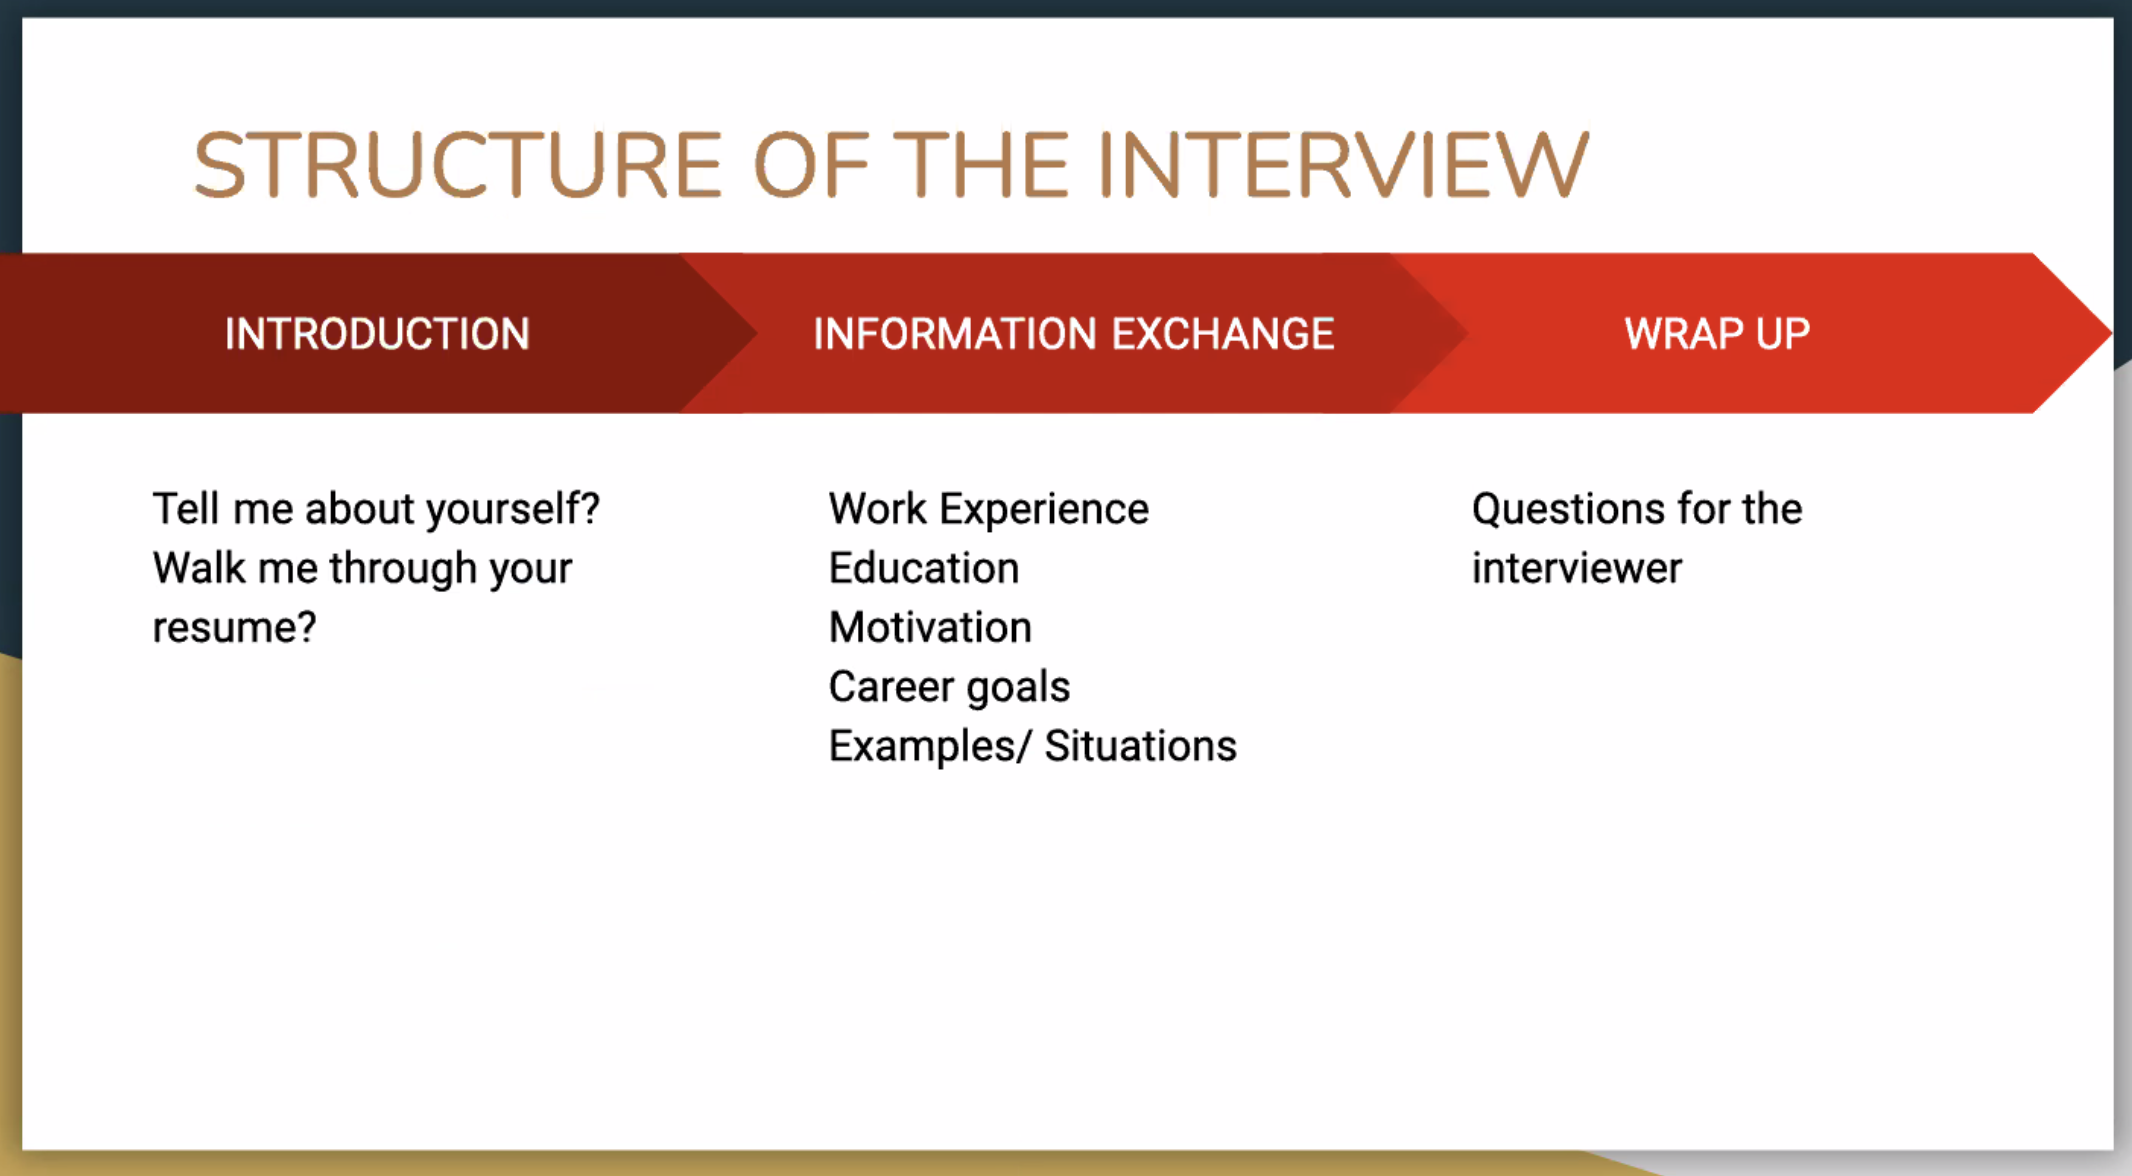 STRUCTURE OF THE INTERVIEW
INTRODUCTION
INFORMATION EXCHANGE
WRAP UP
Tell me about yourself?
Walk me through your
resume?
Work Experience
Education
Motivation
Career goals
Examples/ Situations
Questions for the
interviewer